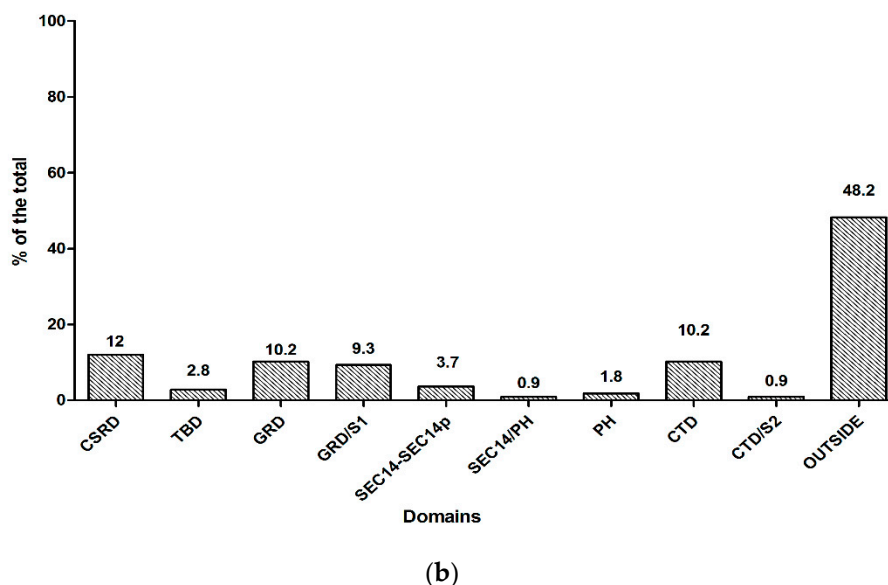 100
80
60
40
20
0
% of the total
12
2.8
10.2
9.3
3.7
0.9
1.8
10.2
0.9
48.2
CSRD
TBD
GRD
GRD/S1
SEC14-SEC14p
SEC14/PH
PH
CTD
CTD/S2
OUTSIDE
Domains
(b)